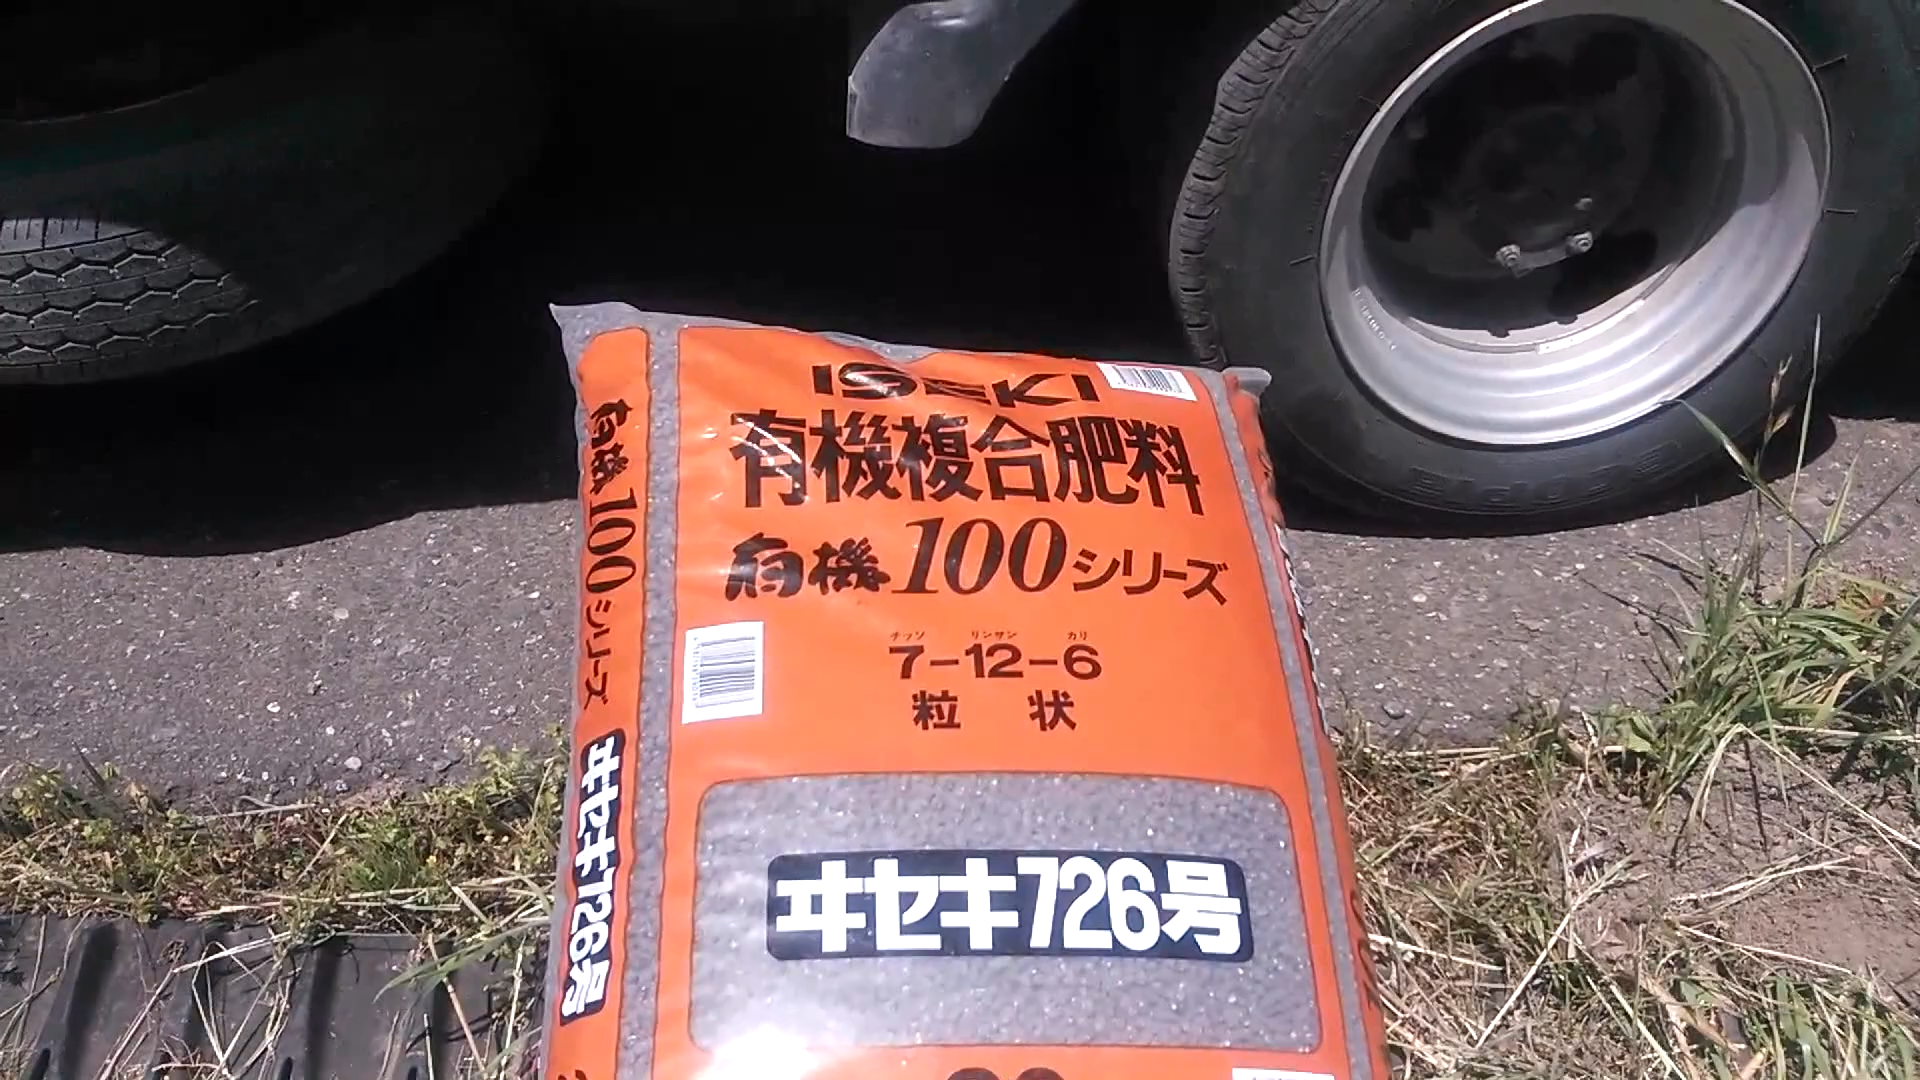 ISEKI
有機複合肥料
有機100シリーズ
チッソ リンサン カリ
7-12-6
粒状
ヰセキ726号
有機100シリーズ
ヰセキ726号